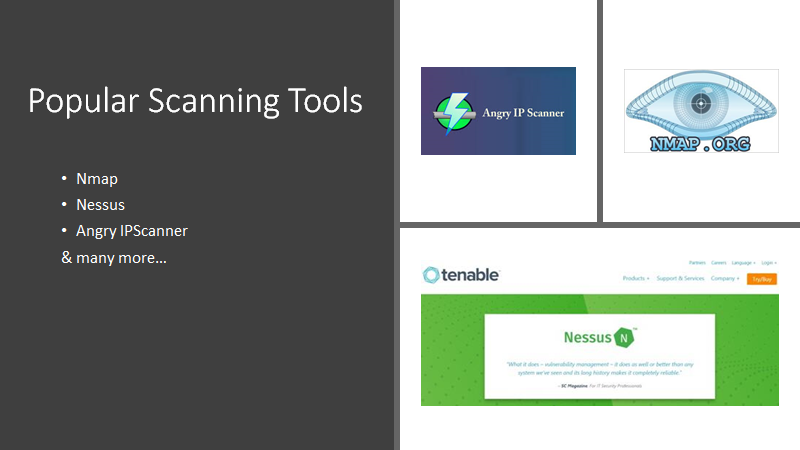 Popular Scanning Tools
• Nmap
• Nessus
• Angry IPScanner
& many more...
Angry IP Scanner
NMAP.ORG
Partners Careers Language Login
tenable
Products Support & Services Company Try/Buy
Nessus N ™
"What it does – vulnerability management – it does as well or better than any
system we've seen and its long history makes it completely reliable."
- SC Magazine, For IT Security Professionals